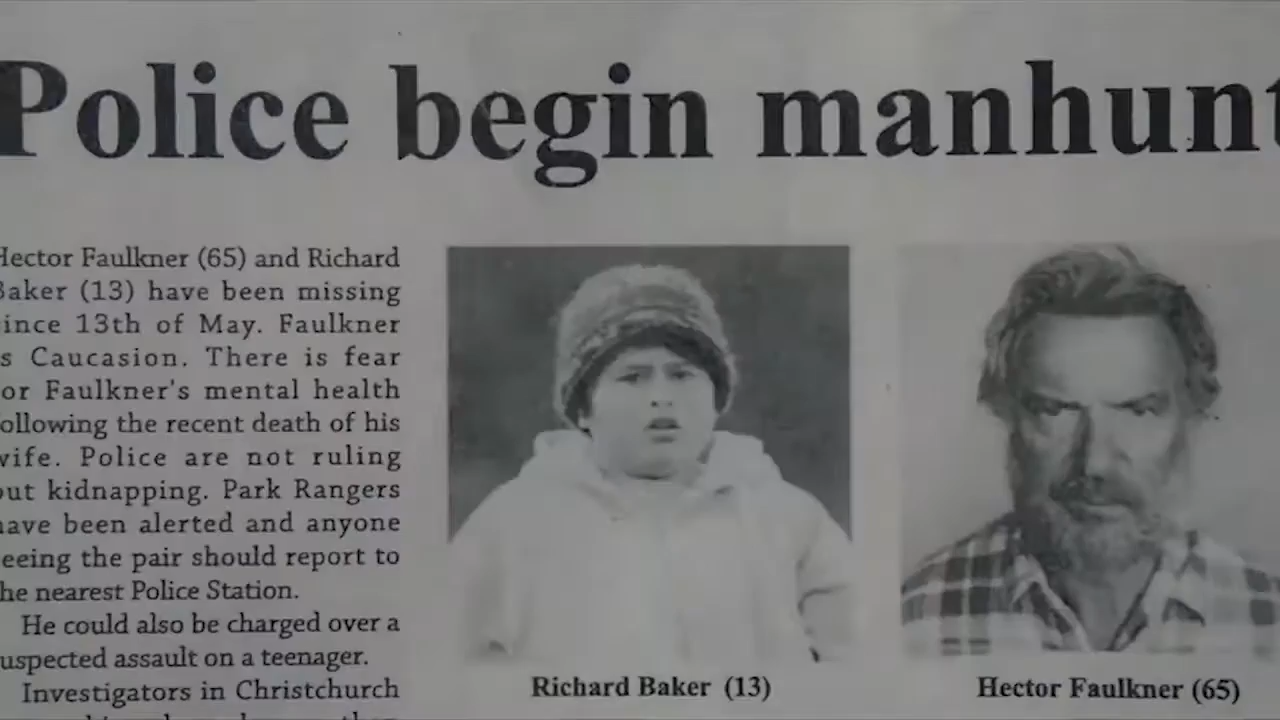 Police begin manhunt
Hector Faulkner (65) and Richard
Baker (13) have been missing
ince 13th of May. Faulkner
s Caucasion. There is fear
or Faulkner's mental health
ollowing the recent death of his
wife. Police are not ruling
out kidnapping. Park Rangers
have been alerted and anyone
eeing the pair should report to
he nearest Police Station.
He could also be charged over a
uspected assault on a teenager.
Investigators in Christchurch
Richard Baker (13)
Hector Faulkner (65)